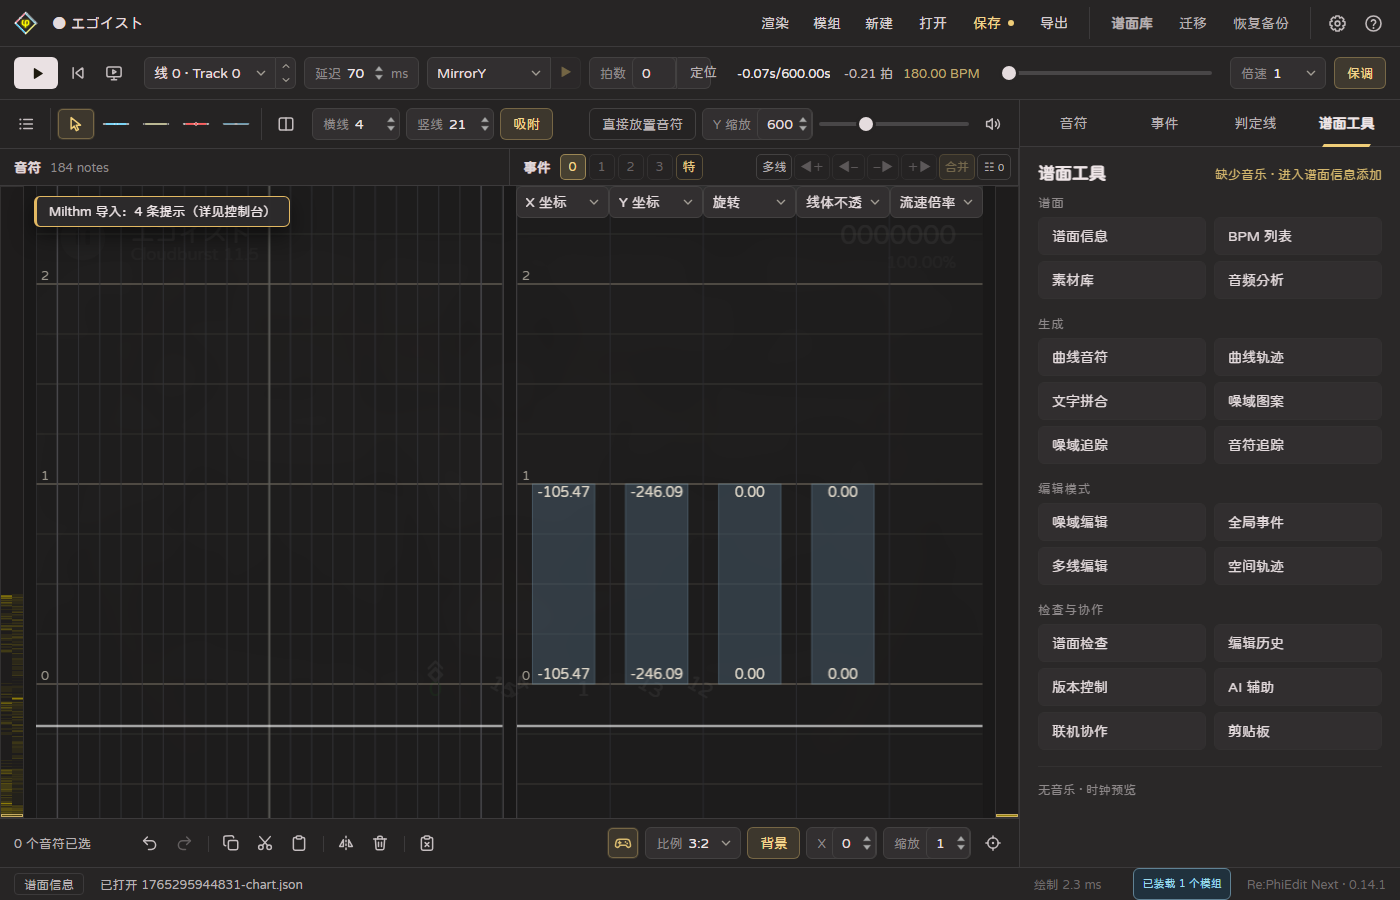 エゴイスト 渲染 模组 新建 打开 保存 导出 谱面库 迁移 恢复备份
线 0 · Track 0 延迟 70 ms MirrorY 拍数 0 定位 -0.07s/600.00s -0.21 拍 180.00 BPM 倍速 1 保调
横线 4 竖线 21 吸附 直接放置音符 Y 缩放 600 音符 事件 判定线 谱面工具
音符 184 notes 事件 0 1 2 3 特 多线 合并 0
谱面工具 缺少音乐 · 进入谱面信息添加
Milthm 导入：4 条提示（详见控制台）
X 坐标 Y 坐标 旋转 线体不透 流速倍率
エゴイスト
Cloudburst 11.5
0000000
100.00%
2 2
1 1
-105.47 -246.09 0.00 0.00
0 0 -105.47 -246.09 0.00 0.00
谱面
谱面信息 BPM 列表
素材库 音频分析
生成
曲线音符 曲线轨迹
文字拼合 噪域图案
噪域追踪 音符追踪
编辑模式
噪域编辑 全局事件
多线编辑 空间轨迹
检查与协作
谱面检查 编辑历史
版本控制 AI 辅助
联机协作 剪贴板
无音乐 · 时钟预览
0 个音符已选 比例 3:2 背景 X 0 缩放 1
谱面信息 已打开 1765295944831-chart.json 绘制 2.3 ms 已装载 1 个模组 Re:PhiEdit Next · 0.14.1